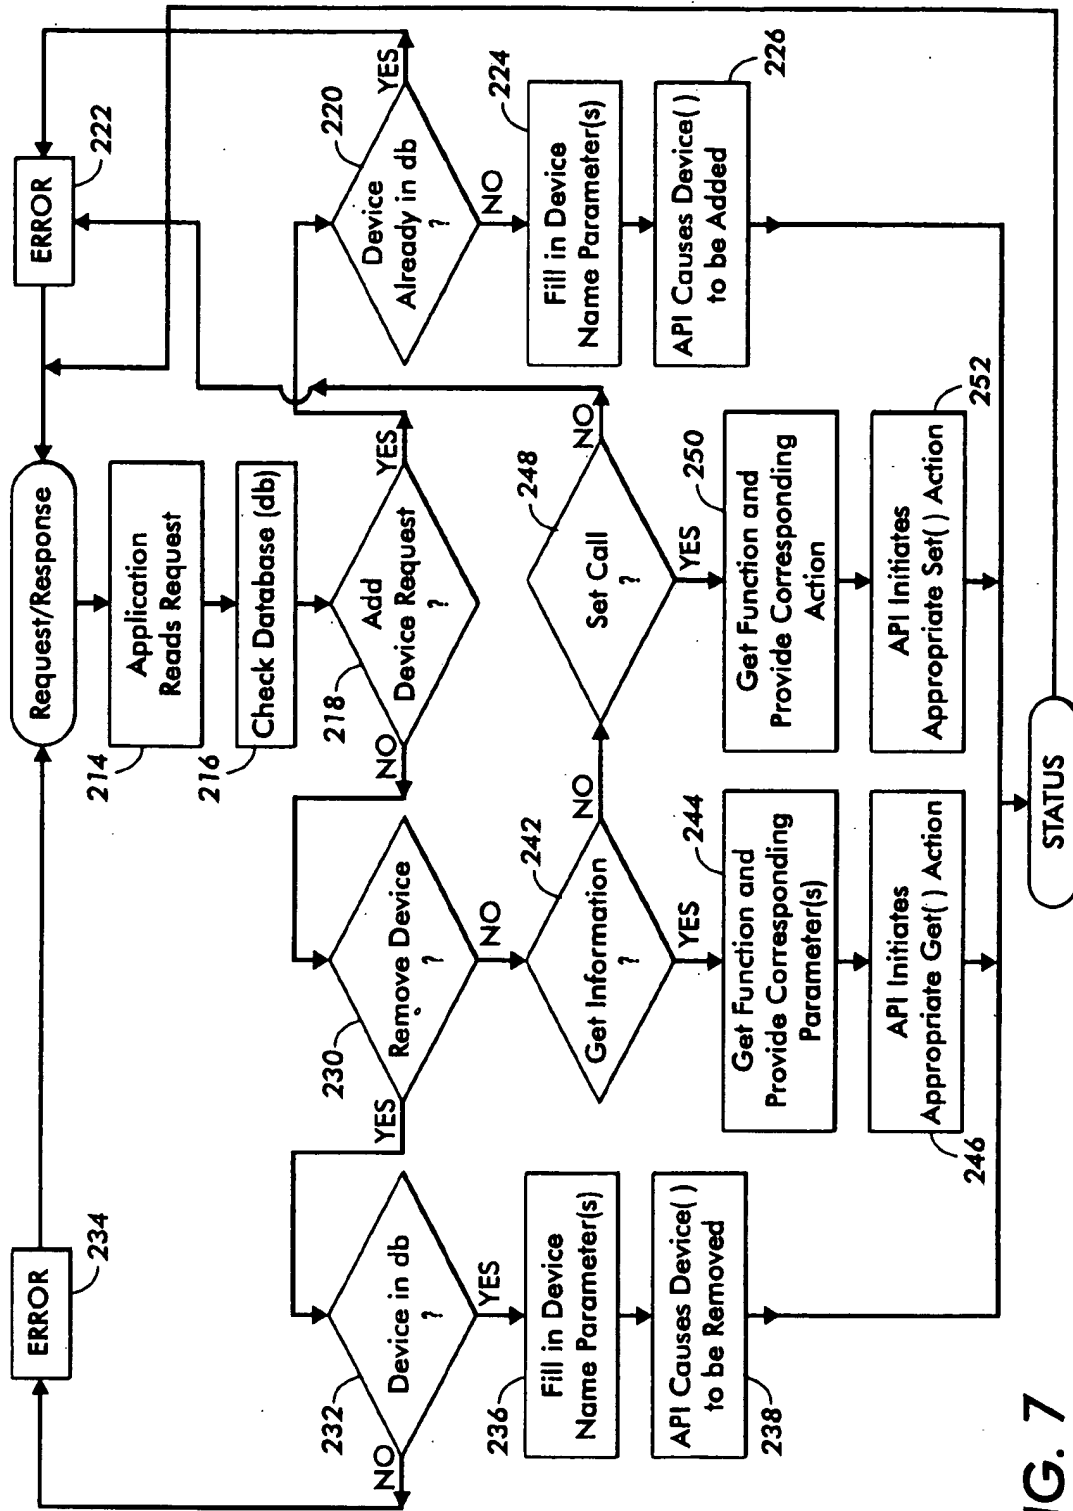 ERROR
234
ERROR
222
Request/Response
Application
Reads Request
214
Check Database (db)
216
Add
Device Request
?
218
YES
NO
Device
Already in db
?
220
YES
NO
Fill in Device
Name Parameter(s)
224
API Causes Device( )
to be Added
226
Remove Device
?
230
YES
NO
Device in db
?
232
NO
YES
Fill in Device
Name Parameter(s)
236
API Causes Device( )
to be Removed
238
Get Information
?
242
NO
YES
Get Function and
Provide Corresponding
Parameter(s)
244
API Initiates
Appropriate Get( ) Action
246
Set Call
?
248
NO
YES
Get Function and
Provide Corresponding
Action
250
API Initiates
Appropriate Set( ) Action
252
STATUS
IG. 7